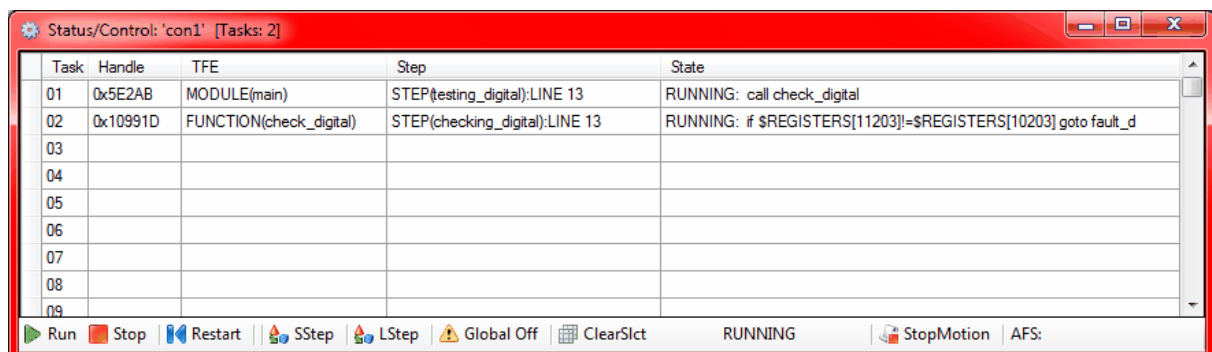 Status/Control: 'con1' [Tasks: 2]
Task Handle TFE Step State
01 0x5E2AB MODULE(main) STEP(testing_digital):LINE 13 RUNNING: call check_digital
02 0x10991D FUNCTION(check_digital) STEP(checking_digital):LINE 13 RUNNING: if $REGISTERS[11203]!=$REGISTERS[10203] goto fault_d
03
04
05
06
07
08
09
Run Stop Restart SStep LStep Global Off ClearSlct RUNNING StopMotion AFS: